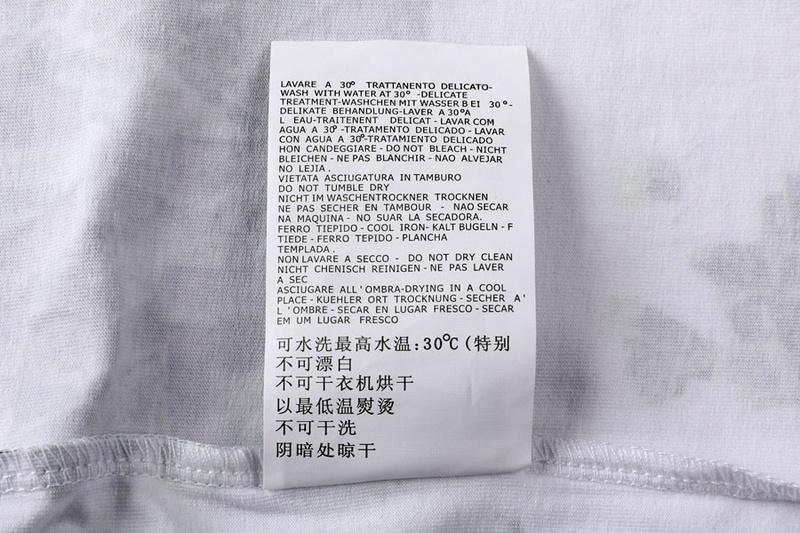 LAVARE A 30° TRATTANENTO DELICATO-
WASH WITH WATER AT 30° -DELICATE
TREATMENT-WASHCHEN MIT WASSER B EI 30°-
DELIKATE BEHANDLUNG-LAVER A 30°A
L EAU-TRAITENENT DELICAT - LAVAR COM
AGUA A 30° -TRATAMENTO DELICADO - LAVAR
CON AGUA A 30°-TRATAMIENTO DELICADO
HON CANDEGGIARE - DO NOT BLEACH - NICHT
BLEICHEN - NE PAS BLANCHIR - NAO ALVEJAR
NO LEJIA .
VIETATA ASCIUGATURA IN TAMBURO
DO NOT TUMBLE DRY
NICHT IM WASCHENTROCKNER TROCKNEN
NE PAS SECHER EN TAMBOUR - NAO SECAR
NA MAQUINA - NO SUAR LA SECADORA.
FERRO TIEPIDO - COOL IRON- KALT BUGELN - F
TIEDE - FERRO TEPIDO - PLANCHA
TEMPLADA .
NON LAVARE A SECCO - DO NOT DRY CLEAN
NICHT CHENISCH REINIGEN - NE PAS LAVER
A SEC
ASCIUGARE ALL'OMBRA-DRYING IN A COOL
PLACE - KUEHLER ORT TROCKNUNG - SECHER A'
L'OMBRE - SECAR EN LUGAR FRESCO - SECAR
EM UM LUGAR FRESCO
可水洗最高水温:30℃(特别
不可漂白
不可干衣机烘干
以最低温熨烫
不可干洗
阴暗处晾干